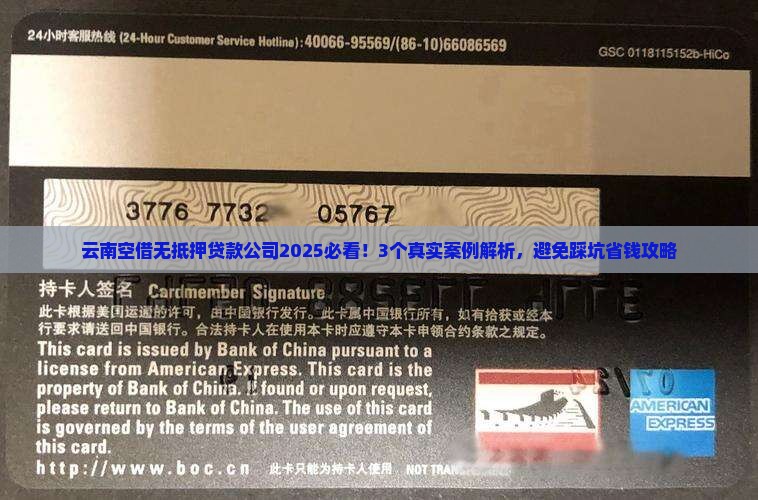 24小时客服热线 (24-Hour Customer Service Hotline):40066-95569/(86-10)66086569
GSC 0118115152b-HiCo
3776 7732 05767
云南空借无抵押贷款公司2025必看！3个真实案例解析，避免踩坑省钱攻略
持卡人签名 Cardmember Signature
此卡根据美国运通的许可，由中国银行发行。此卡属中国银行所有，如有拾获或经本
行要求请送回中国银行。合法持卡人在使用本卡时应遵守本卡申领合约条款之规定。
This card is issued by Bank of China pursuant to a
license from American Express. This card is the
property of Bank of China. If found or upon request,
please return to Bank of China. The use of this card
is governed by the terms of the user agreement of
this card.
AMERICAN
EXPRESS
http://www.boc.cn 此卡只能为持卡人使用 NOT